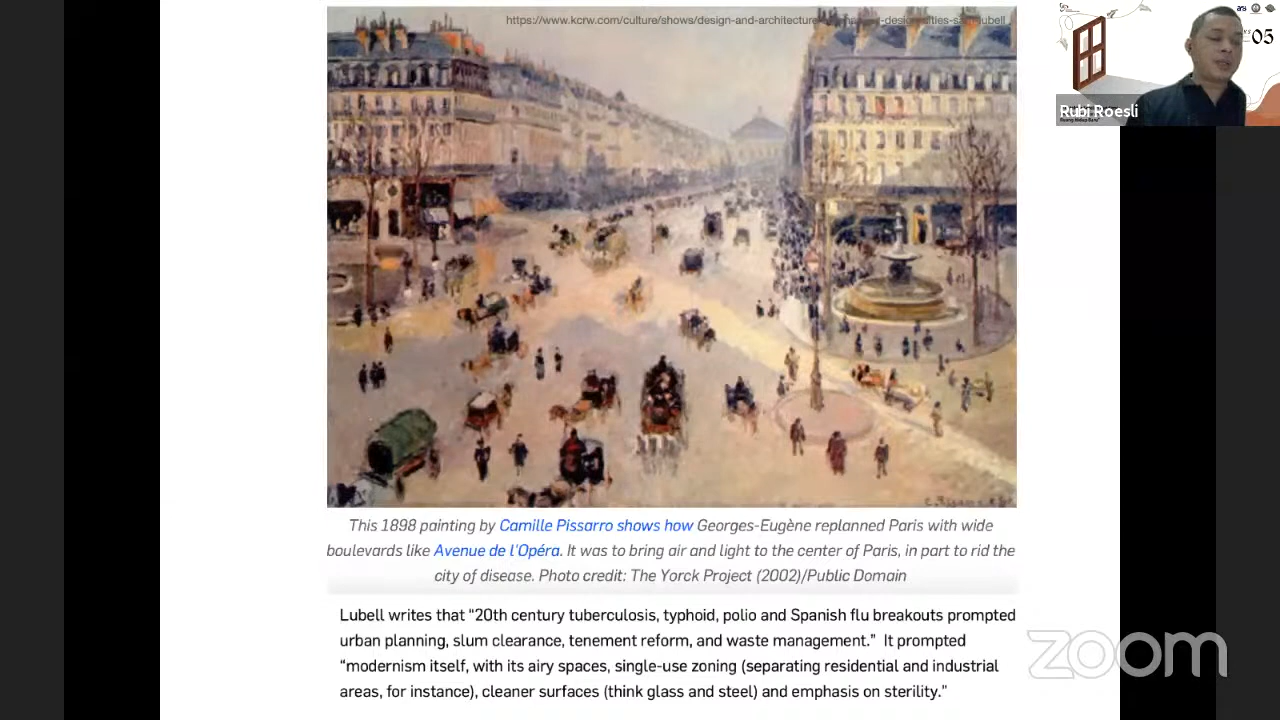 https://www.kcrw.com/culture/shows/design-and-architecture
05
Rubi Roesli
This 1898 painting by Camille Pissarro shows how Georges-Eugène replanned Paris with wide
boulevards like Avenue de l'Opéra. It was to bring air and light to the center of Paris, in part to rid the
city of disease. Photo credit: The Yorck Project (2002)/Public Domain
Lubell writes that “20th century tuberculosis, typhoid, polio and Spanish flu breakouts prompted
urban planning, slum clearance, tenement reform, and waste management.” It prompted
“modernism itself, with its airy spaces, single-use zoning (separating residential and industrial
areas, for instance), cleaner surfaces (think glass and steel) and emphasis on sterility.”
zoom